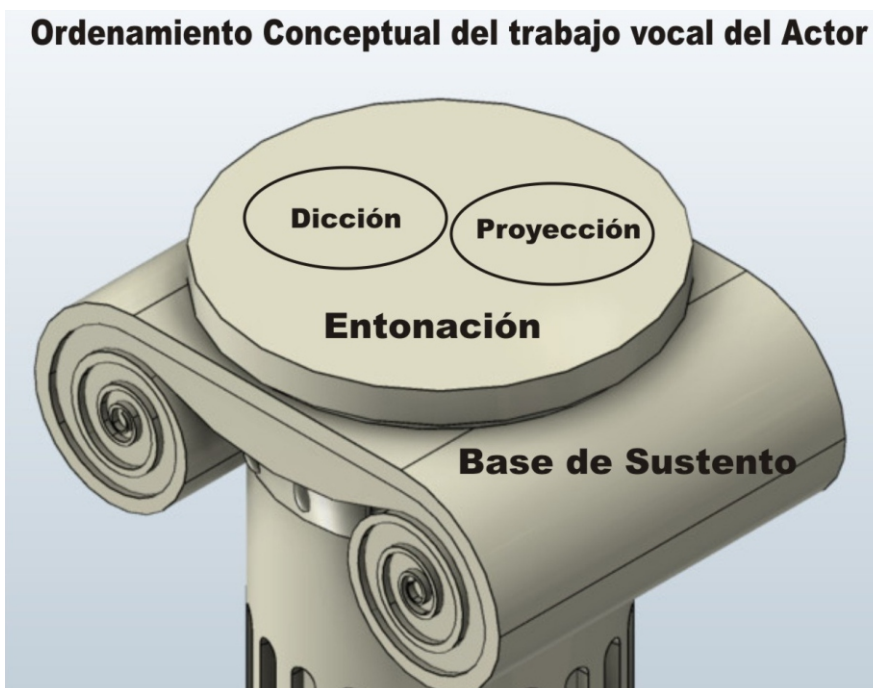 Ordenamiento Conceptual del trabajo vocal del Actor
Dicción
Proyección
Entonación
Base de Sustento